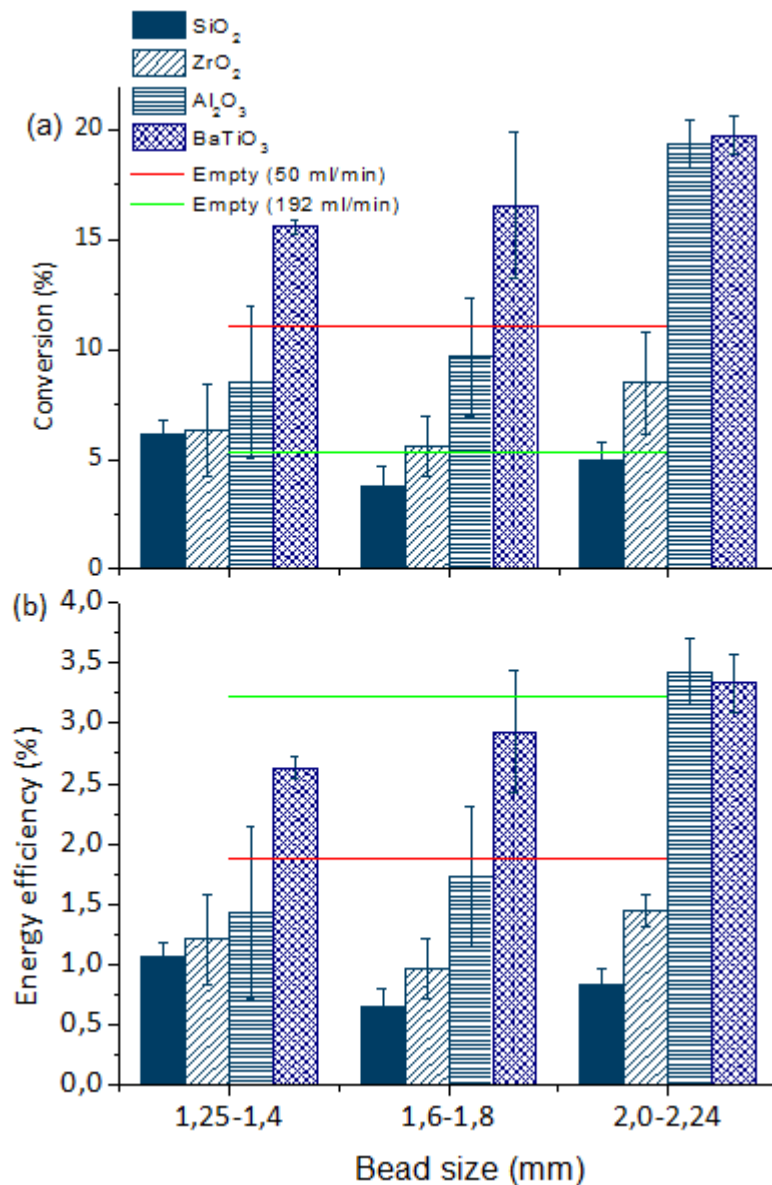 SiO₂
ZrO₂
Al₂O₃
BaTiO₃
Empty (50 ml/min)
Empty (192 ml/min)
(a)
20
15
10
5
0
Conversion (%)
(b)
4,0
3,5
3,0
2,5
2,0
1,5
1,0
0,5
0,0
Energy efficiency (%)
1,25-1,4
1,6-1,8
2,0-2,24
Bead size (mm)